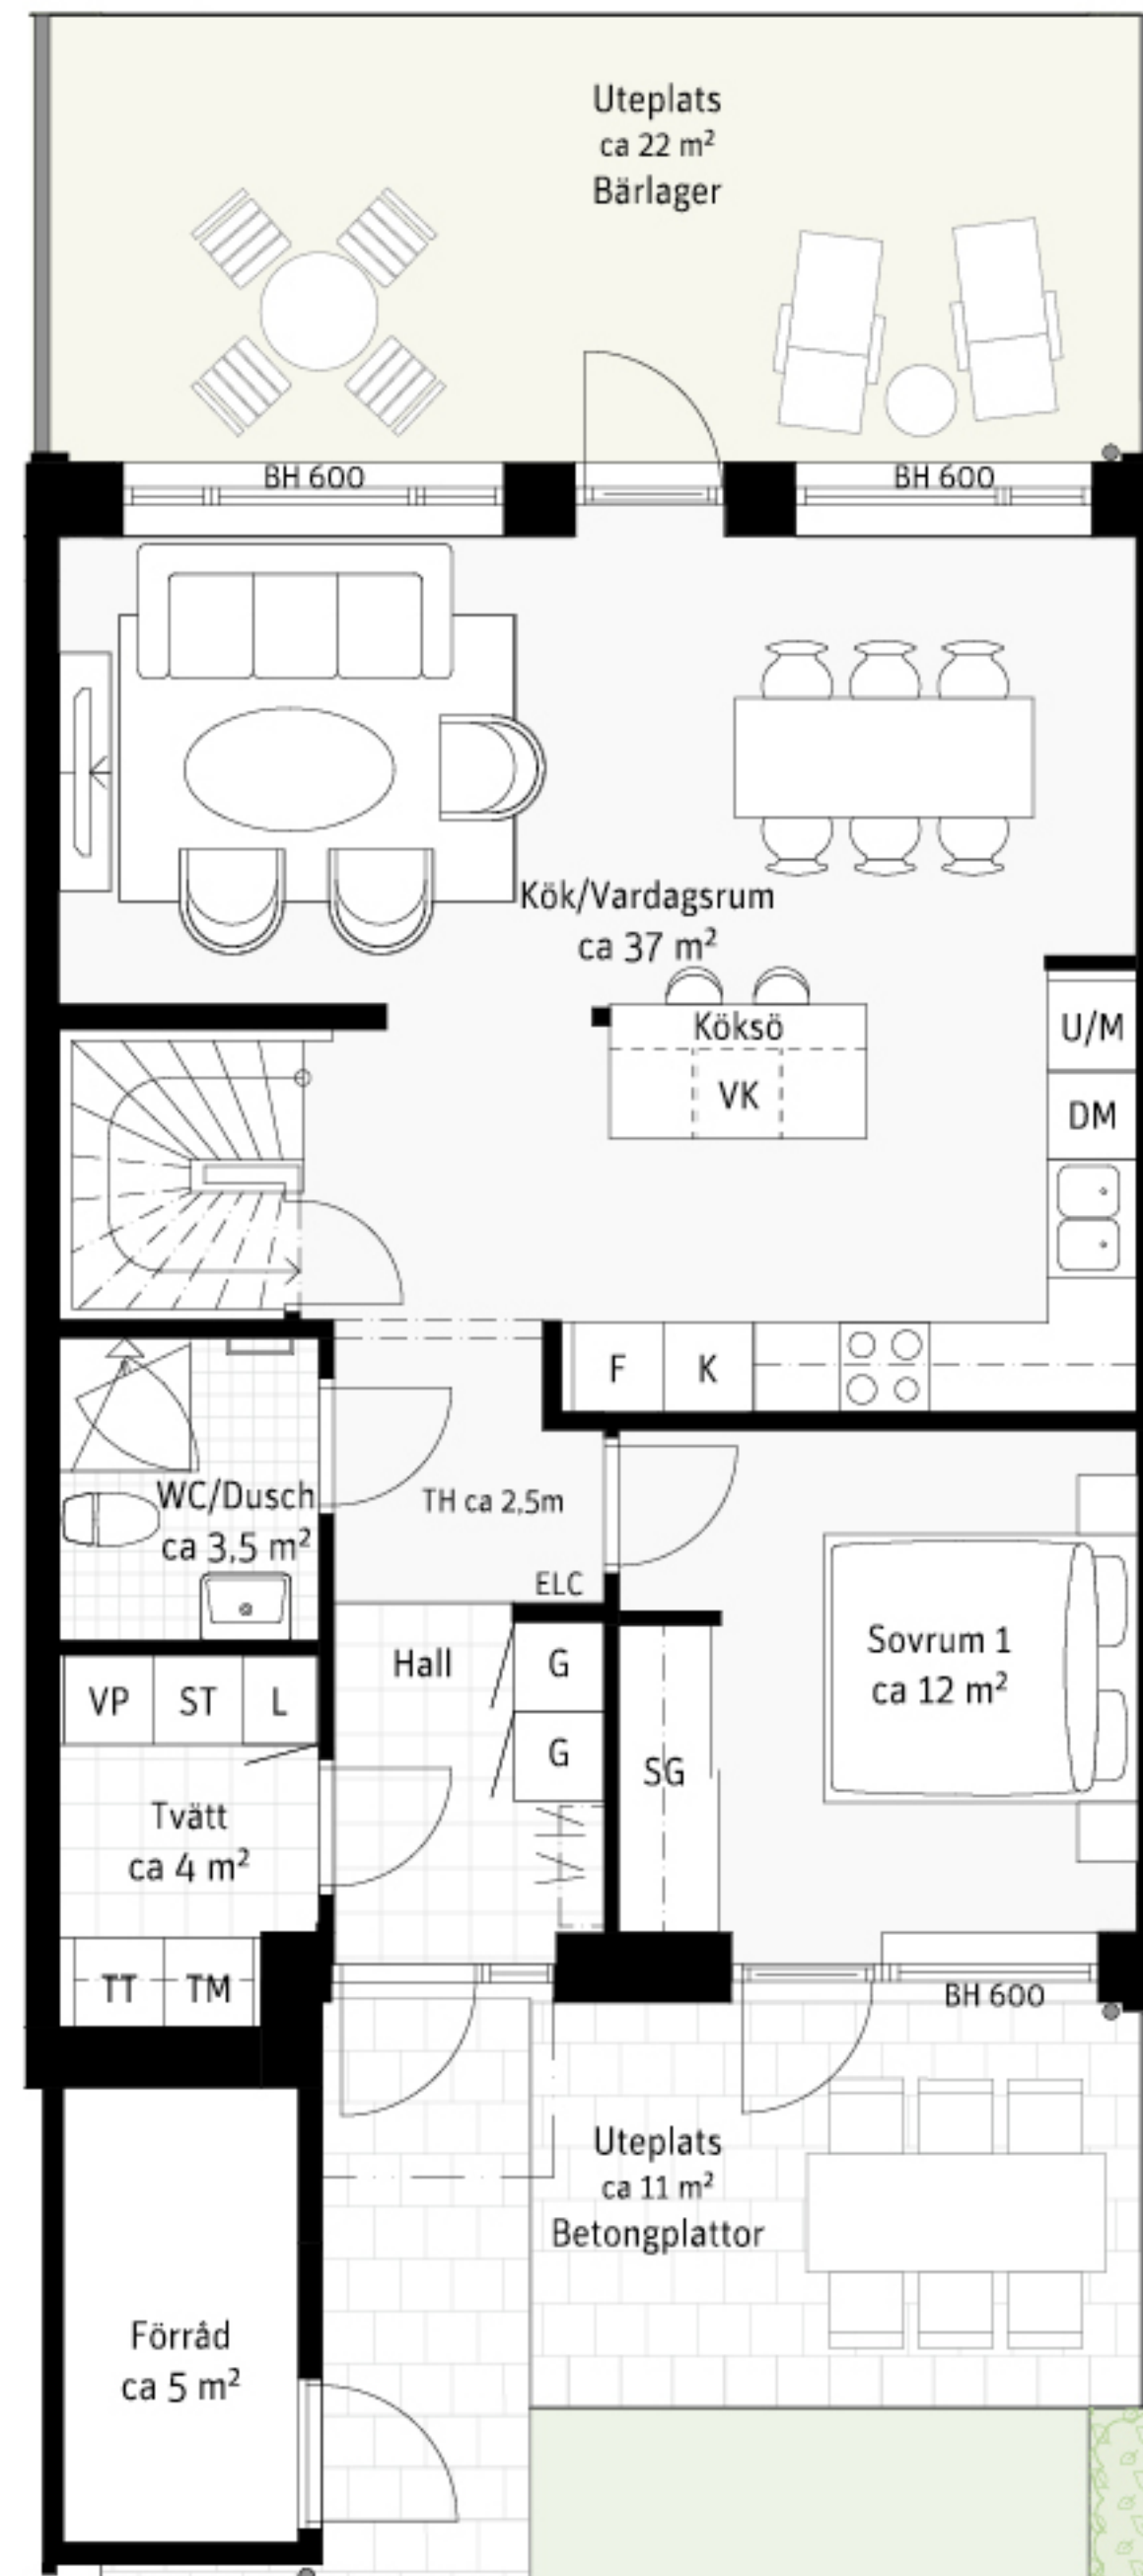 Uteplats
ca 22 m²
Bärlager
BH 600
BH 600
Kök/Vardagsrum
ca 37 m²
Köksö
VK
U/M
DM
F
K
WC/Dusch
ca 3,5 m²
TH ca 2,5m
ELC
Hall
G
G
SG
Sovrum 1
ca 12 m²
VP
ST
L
Tvätt
ca 4 m²
TT
TM
BH 600
Uteplats
ca 11 m²
Betongplattor
Förråd
ca 5 m²